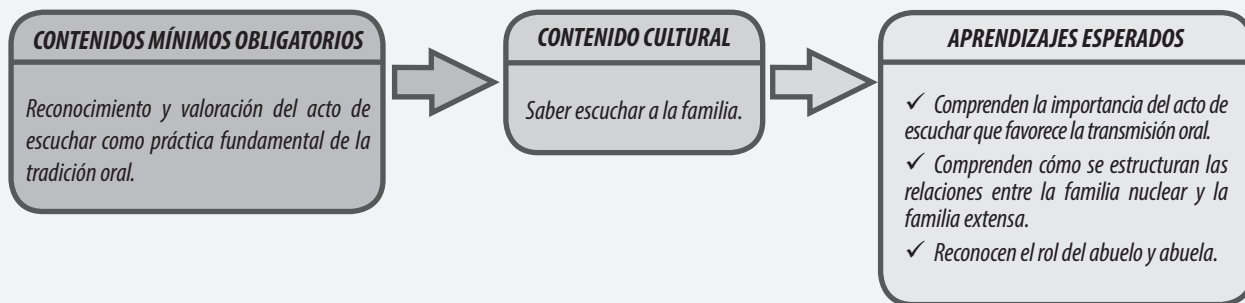 CONTENIDOS MÍNIMOS OBLIGATORIOS
Reconocimiento y valoración del acto de
escuchar como práctica fundamental de la
tradición oral.
CONTENIDO CULTURAL
Saber escuchar a la familia.
APRENDIZAJES ESPERADOS
✓ Comprenden la importancia del acto de
escuchar que favorece la transmisión oral.
✓ Comprenden cómo se estructuran las
relaciones entre la familia nuclear y la
familia extensa.
✓ Reconocen el rol del abuelo y abuela.